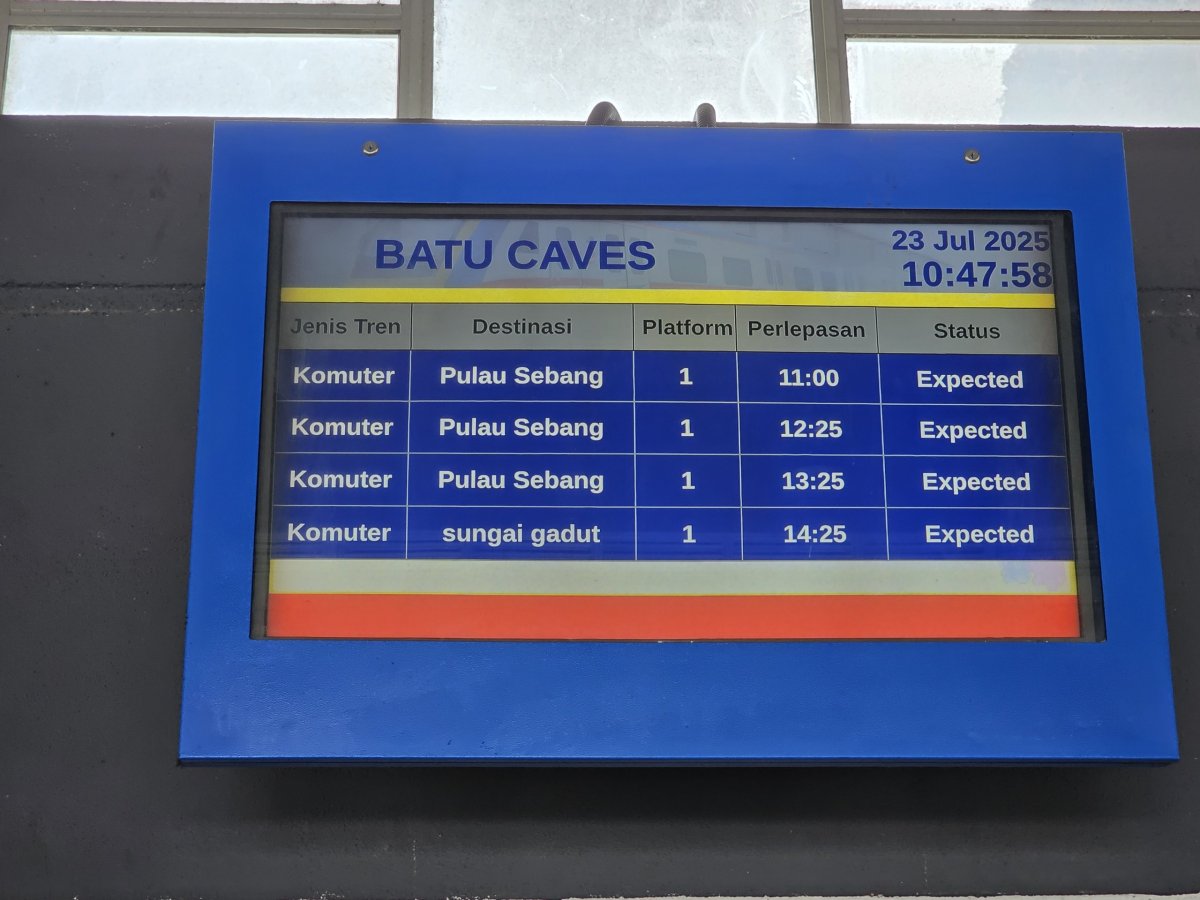 BATU CAVES
23 Jul 2025
10:47:58
Jenis Tren Destinasi Platform Perlepasan Status
Komuter Pulau Sebang 1 11:00 Expected
Komuter Pulau Sebang 1 12:25 Expected
Komuter Pulau Sebang 1 13:25 Expected
Komuter sungai gadut 1 14:25 Expected